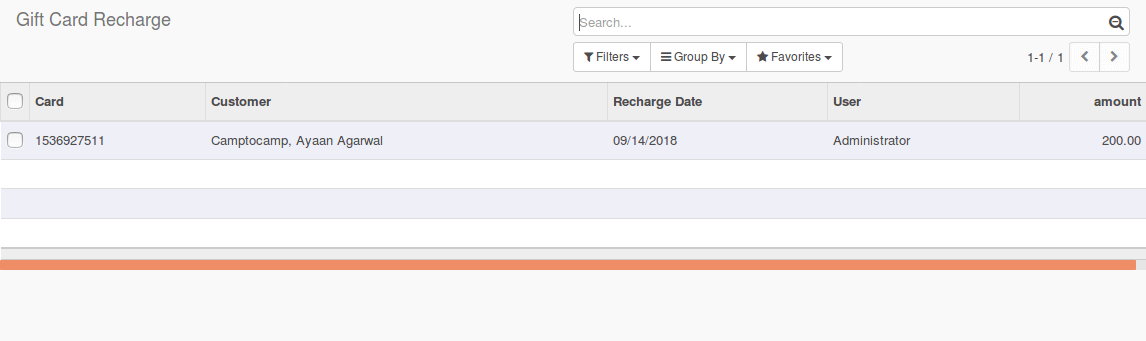 Gift Card Recharge
Search...
Filters Group By Favorites 1-1 / 1
Card Customer Recharge Date User amount
1536927511 Camptocamp, Ayaan Agarwal 09/14/2018 Administrator 200.00